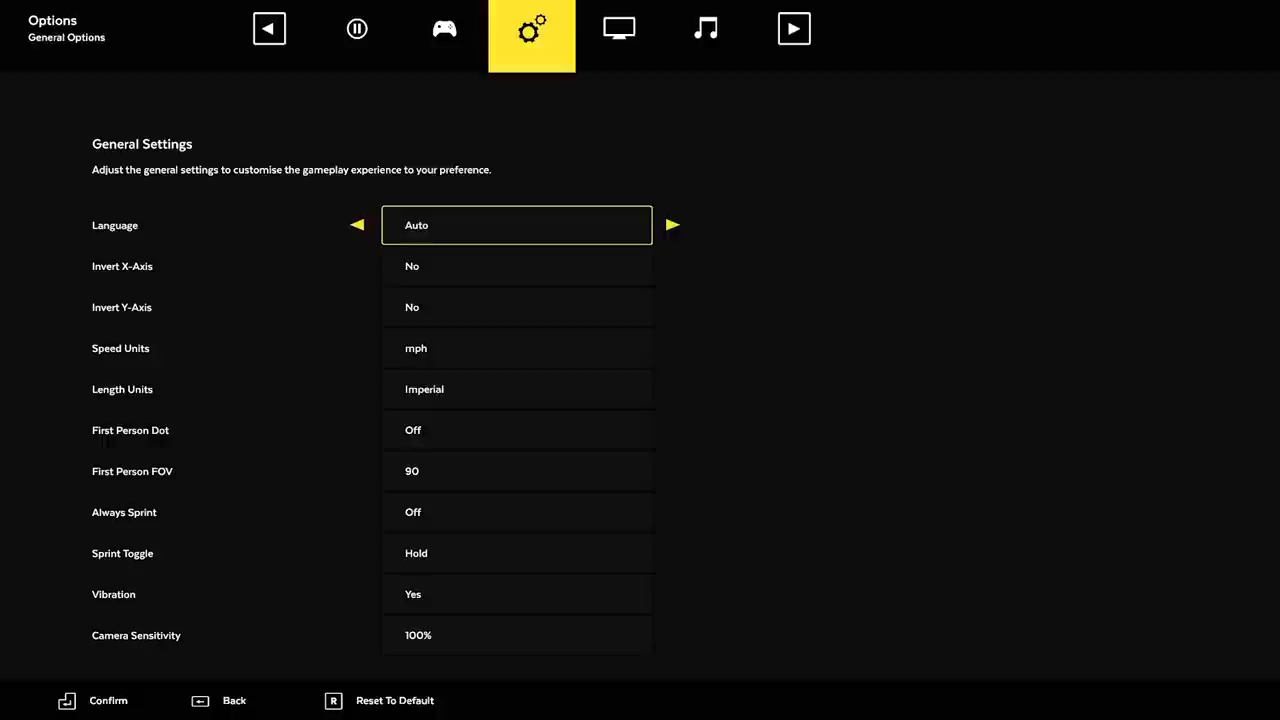 Options
General Options
General Settings
Adjust the general settings to customise the gameplay experience to your preference.
Language Auto
Invert X-Axis No
Invert Y-Axis No
Speed Units mph
Length Units Imperial
First Person Dot Off
First Person FOV 90
Always Sprint Off
Sprint Toggle Hold
Vibration Yes
Camera Sensitivity 100%
Confirm Back R Reset To Default